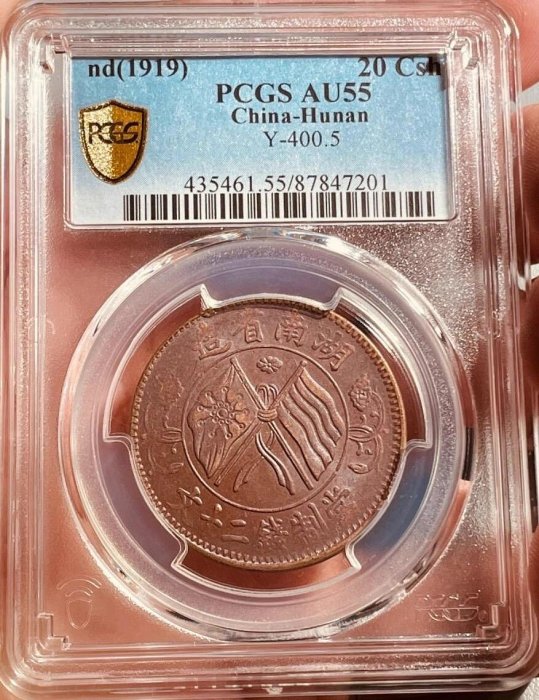 nd(1919) 20 Csh
PCGS AU55
China-Hunan
Y-400.5
PCGS
435461.55/87847201
造省南湖
文十二錢制當
PCGS